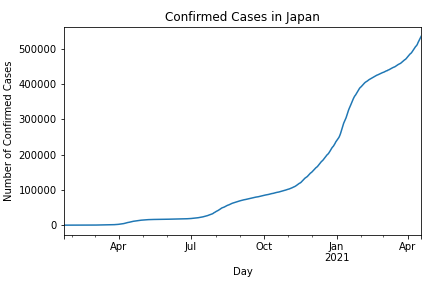 Confirmed Cases in Japan
Number of Confirmed Cases
500000
400000
300000
200000
100000
0
Apr
Jul
Oct
Jan
2021
Apr
Day